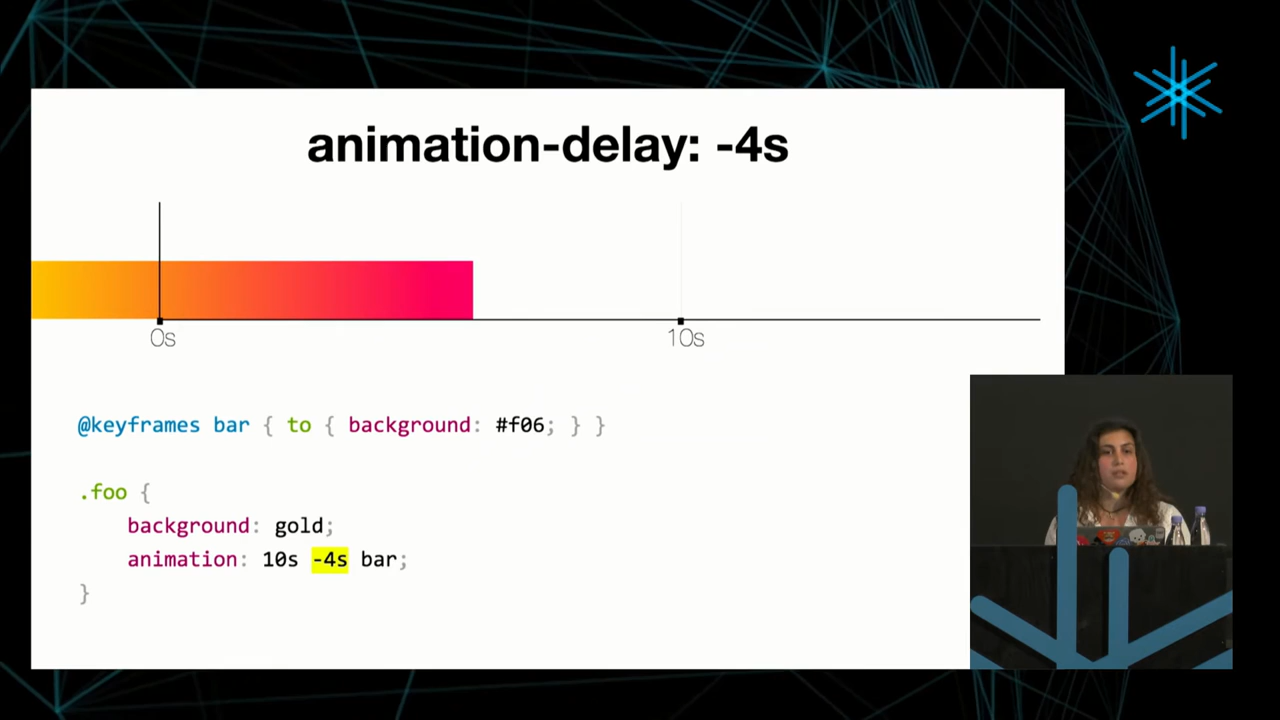 animation-delay: -4s
0s
10s
@keyframes bar { to { background: #f06; } }
.foo {
background: gold;
animation: 10s -4s bar;
}